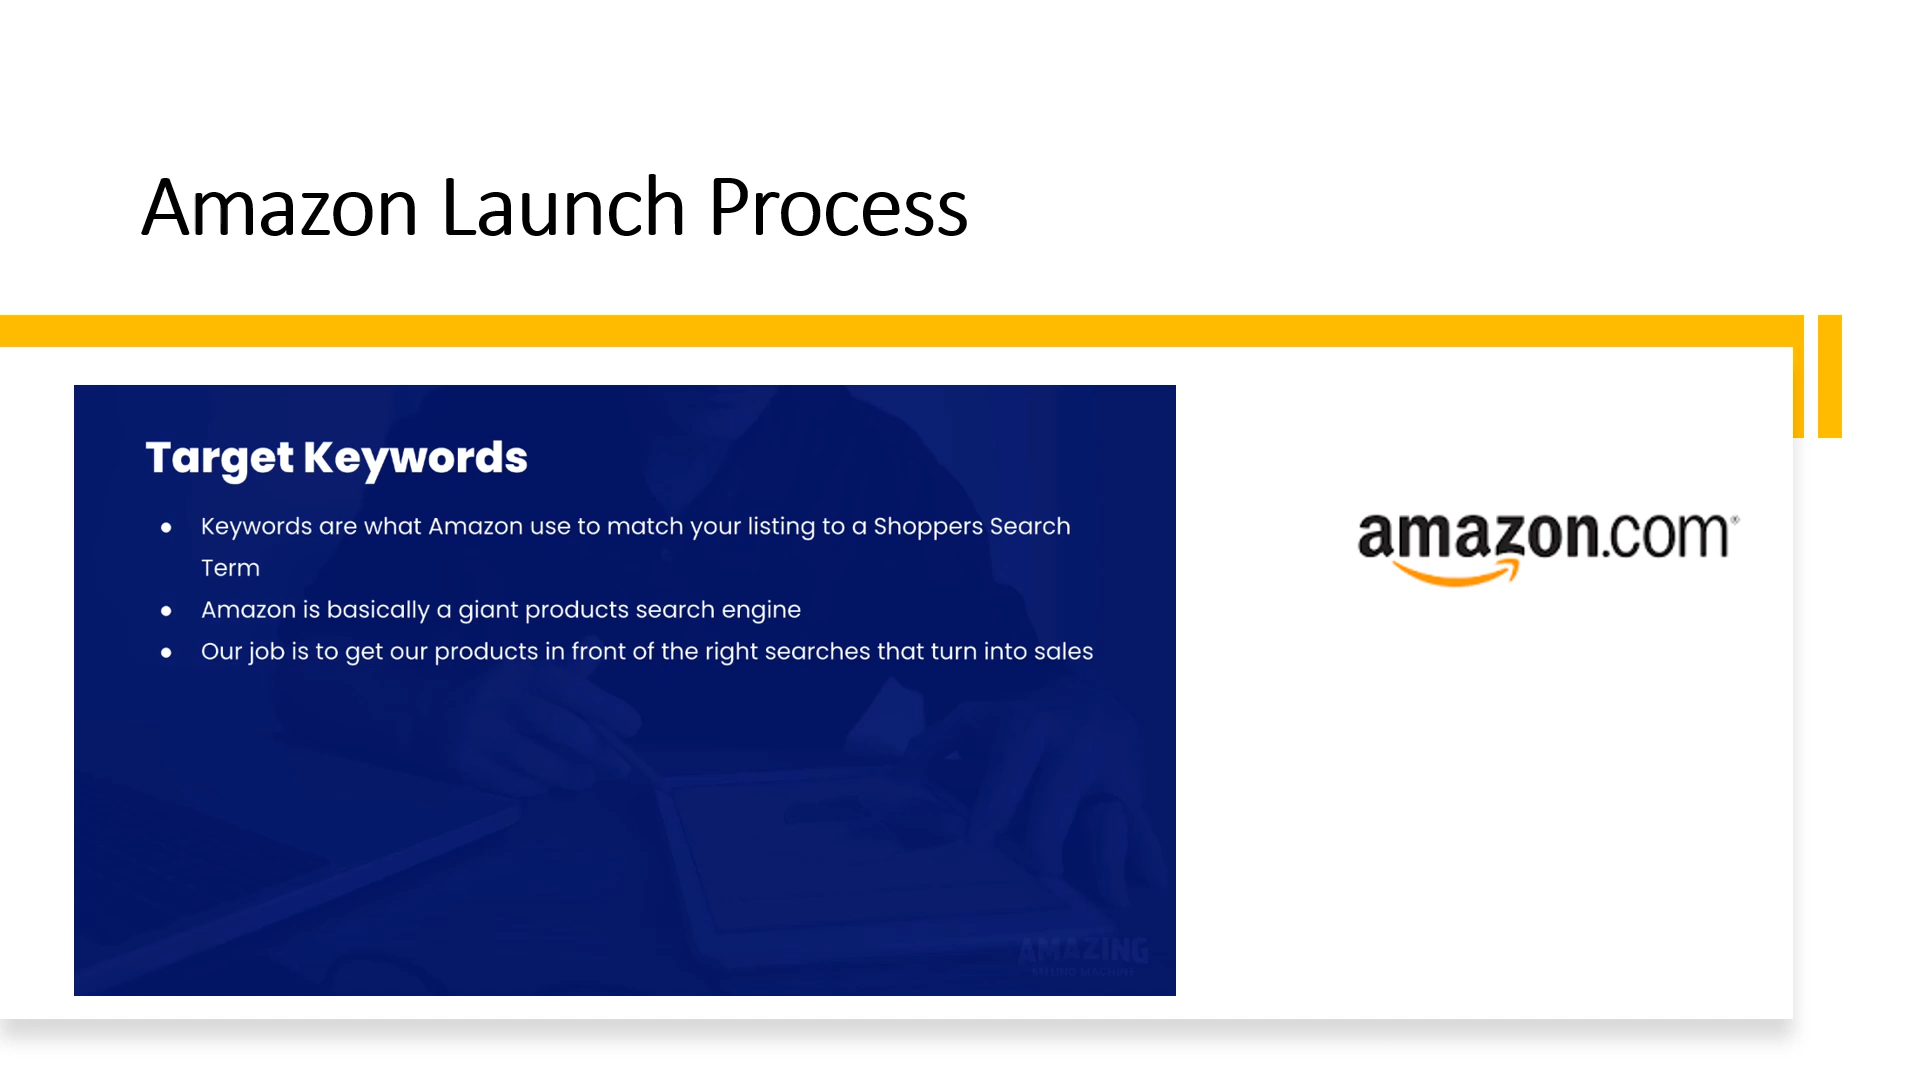 Amazon Launch Process
Target Keywords
● Keywords are what Amazon use to match your listing to a Shoppers Search
Term
● Amazon is basically a giant products search engine
● Our job is to get our products in front of the right searches that turn into sales
amazon.com®
AMAZING
SELLING MACHINE